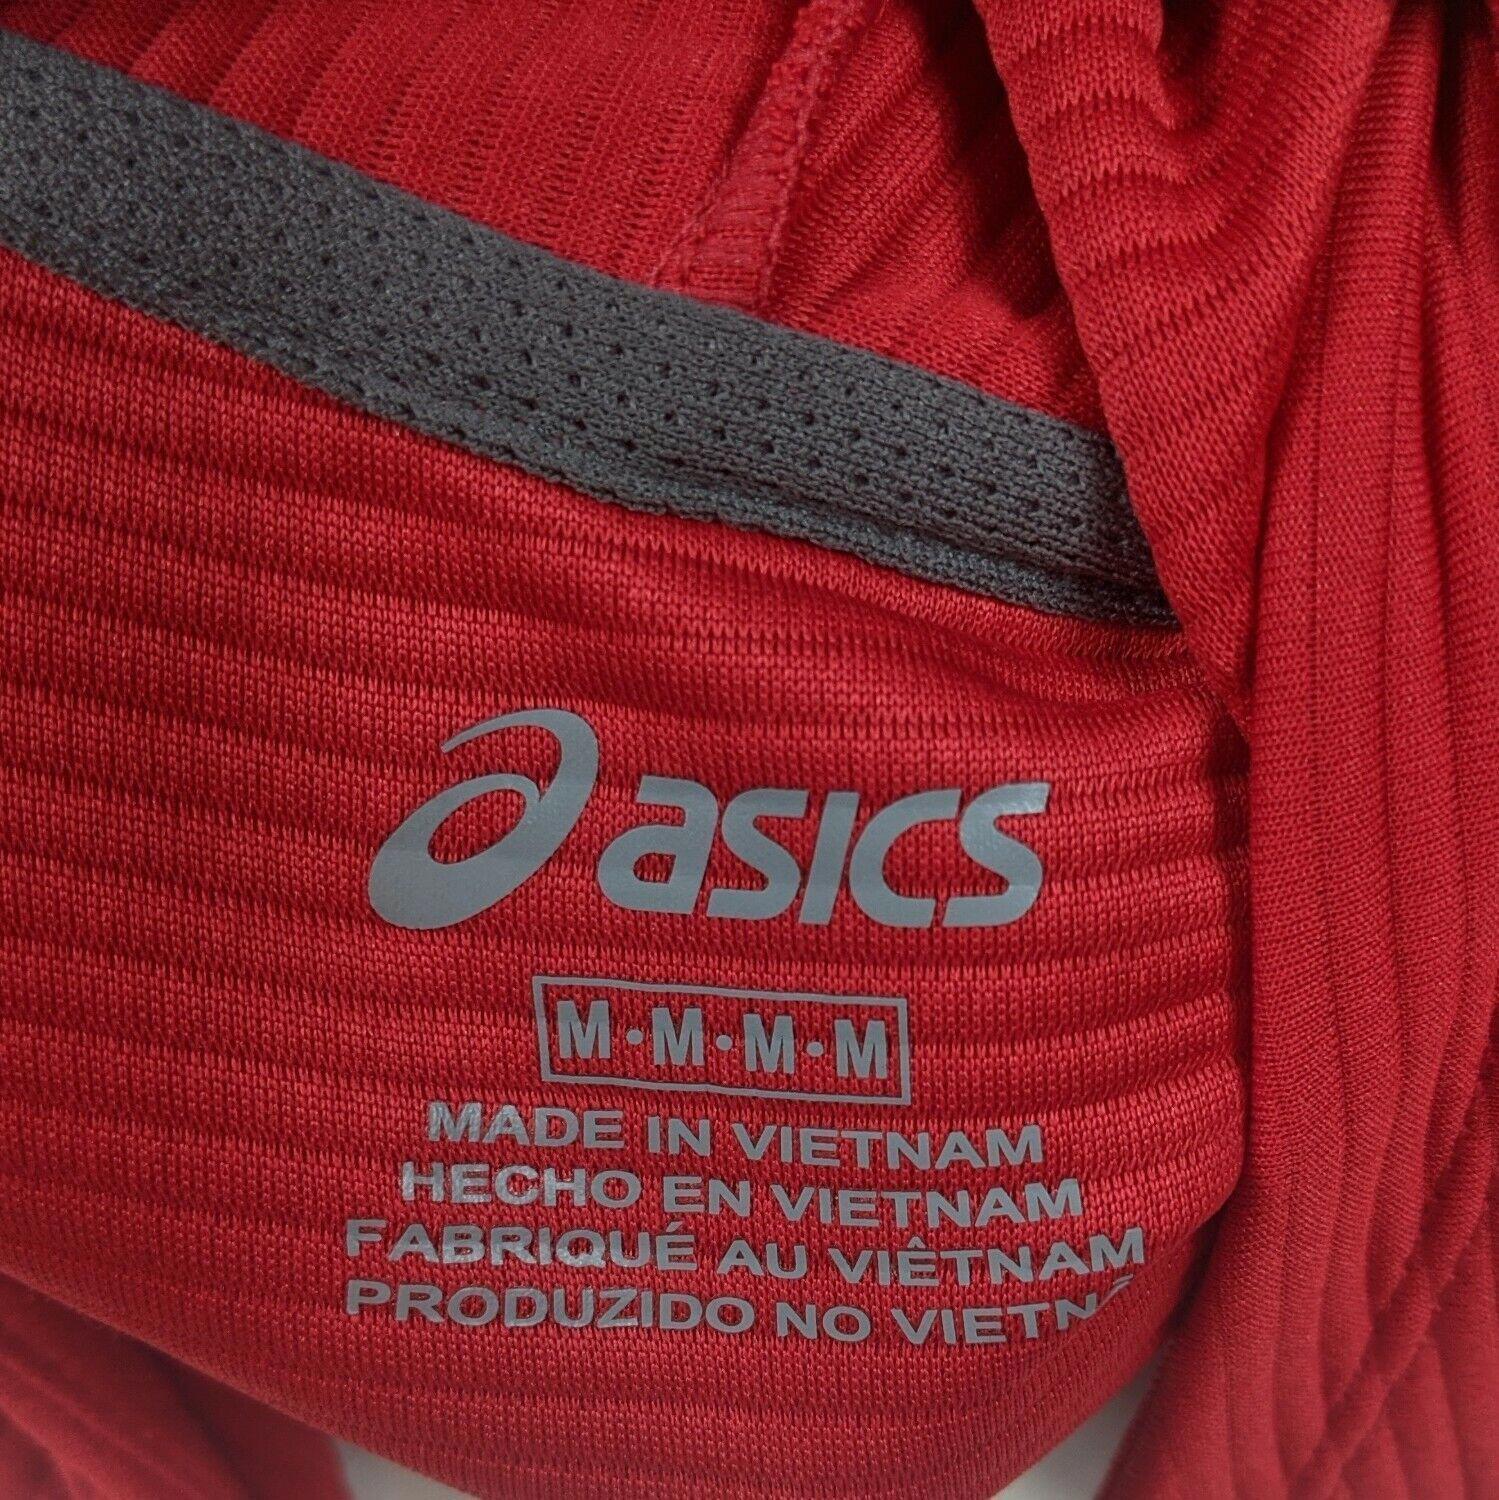 asics
M·M·M·M
MADE IN VIETNAM
HECHO EN VIETNAM
FABRIQUÉ AU VIÊTNAM
PRODUZIDO NO